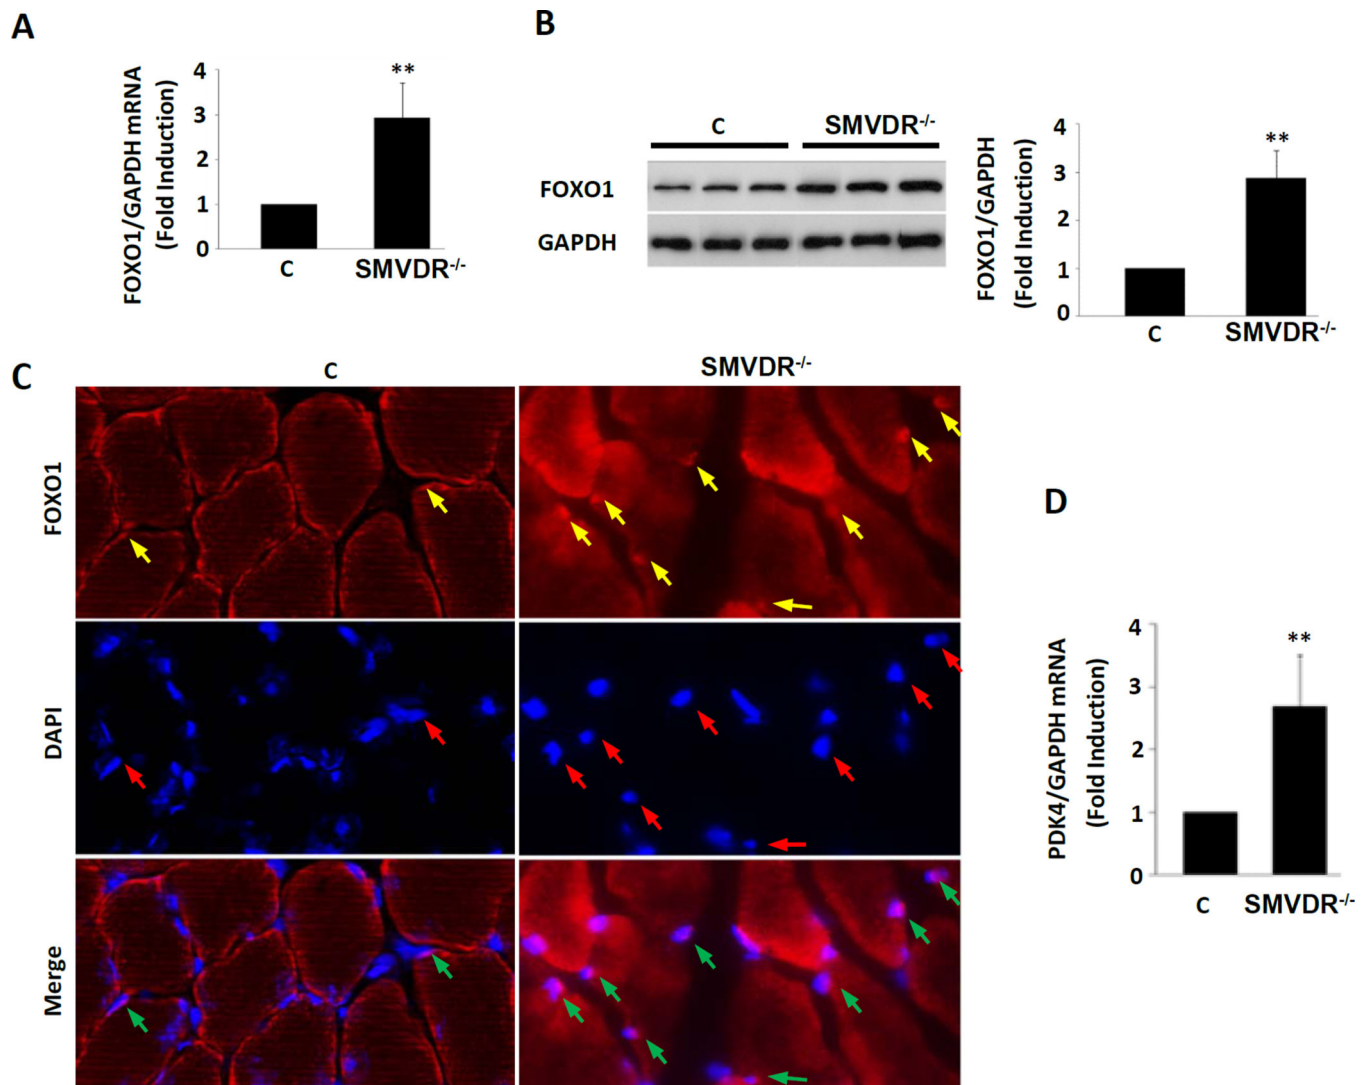 A
FOXO1/GAPDH mRNA
(Fold Induction)
4
3
2
1
0
**
C
SMVDR-/-
B
C
SMVDR-/-
FOXO1
GAPDH
FOXO1/GAPDH
(Fold Induction)
4
3
2
1
0
**
C
SMVDR-/-
C
C
SMVDR-/-
FOXO1
DAPI
Merge
D
PDK4/GAPDH mRNA
(Fold Induction)
4
3
2
1
0
**
C
SMVDR-/-